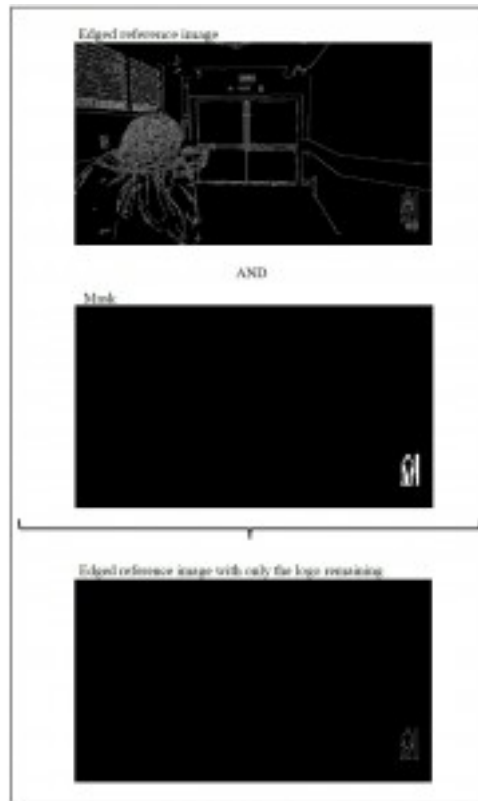 Edged reference image
AND
Mask
Edged reference image with only the logo remaining